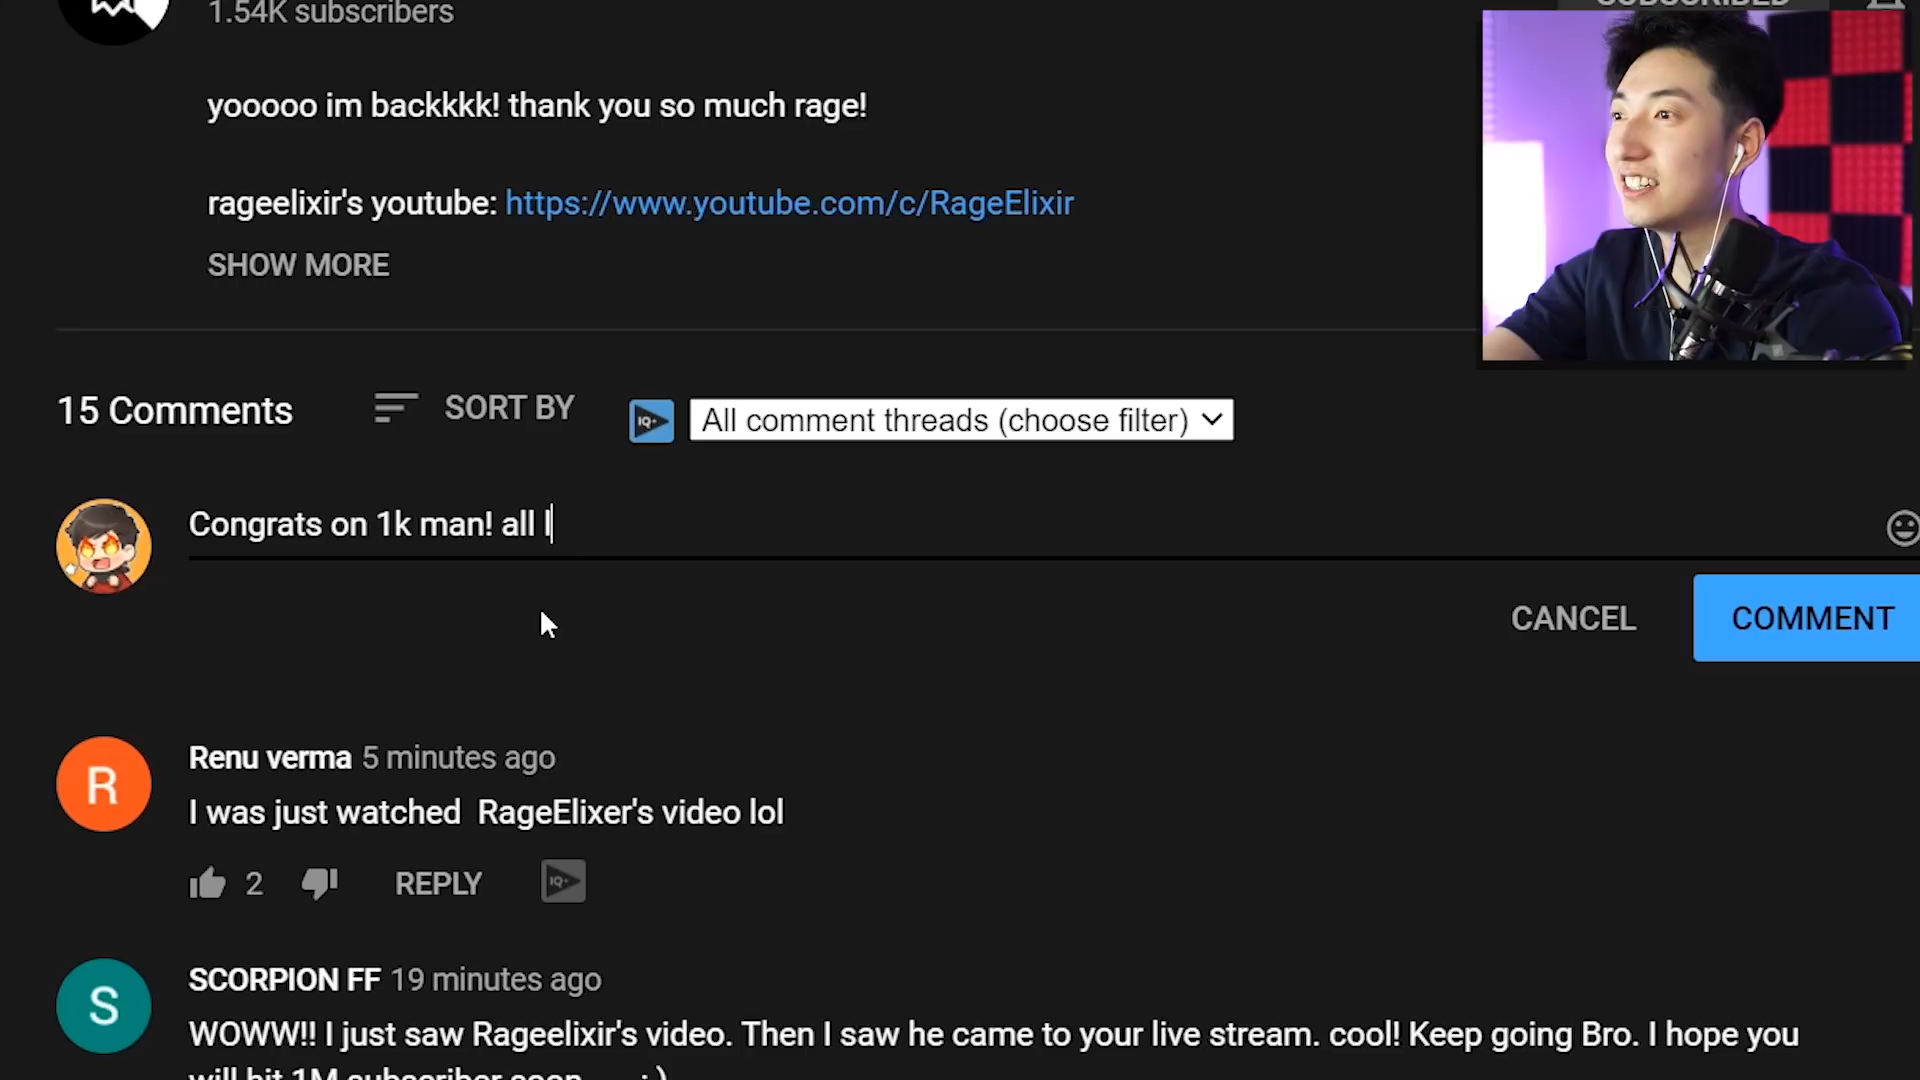 1.54K subscribers
SUBSCRIBED
yooooo im backkkk! thank you so much rage!
rageelixir's youtube: https://www.youtube.com/c/RageElixir
SHOW MORE
15 Comments
SORT BY
IQ+
All comment threads (choose filter)
Congrats on 1k man! all l
CANCEL
COMMENT
R
Renu verma 5 minutes ago
I was just watched  RageElixer's video lol
2
REPLY
IQ+
S
SCORPION FF 19 minutes ago
WOWW!! I just saw Rageelixir's video. Then I saw he came to your live stream. cool! Keep going Bro. I hope you
will hit 1M subscriber soon.... :)